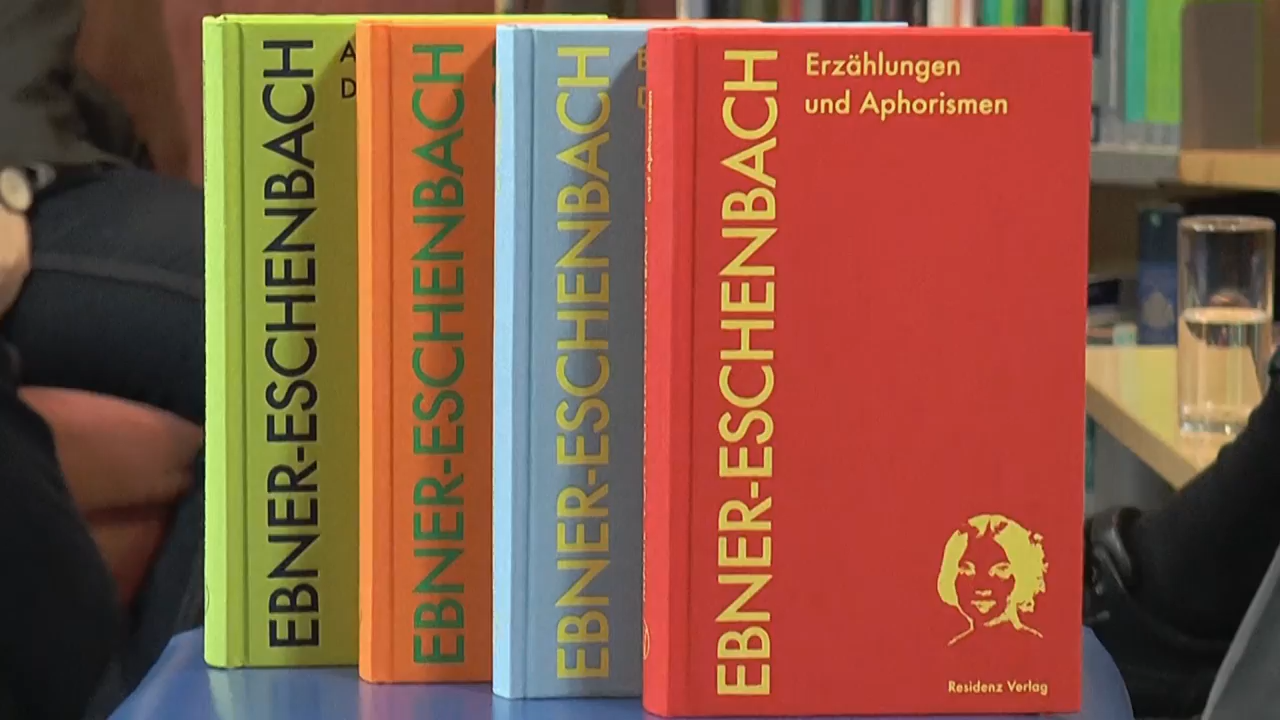 EBNER-ESCHENBACH
A
D
EBNER-ESCHENBACH
EBNER-ESCHENBACH
EBNER-ESCHENBACH
Erzählungen
und Aphorismen
Residenz Verlag